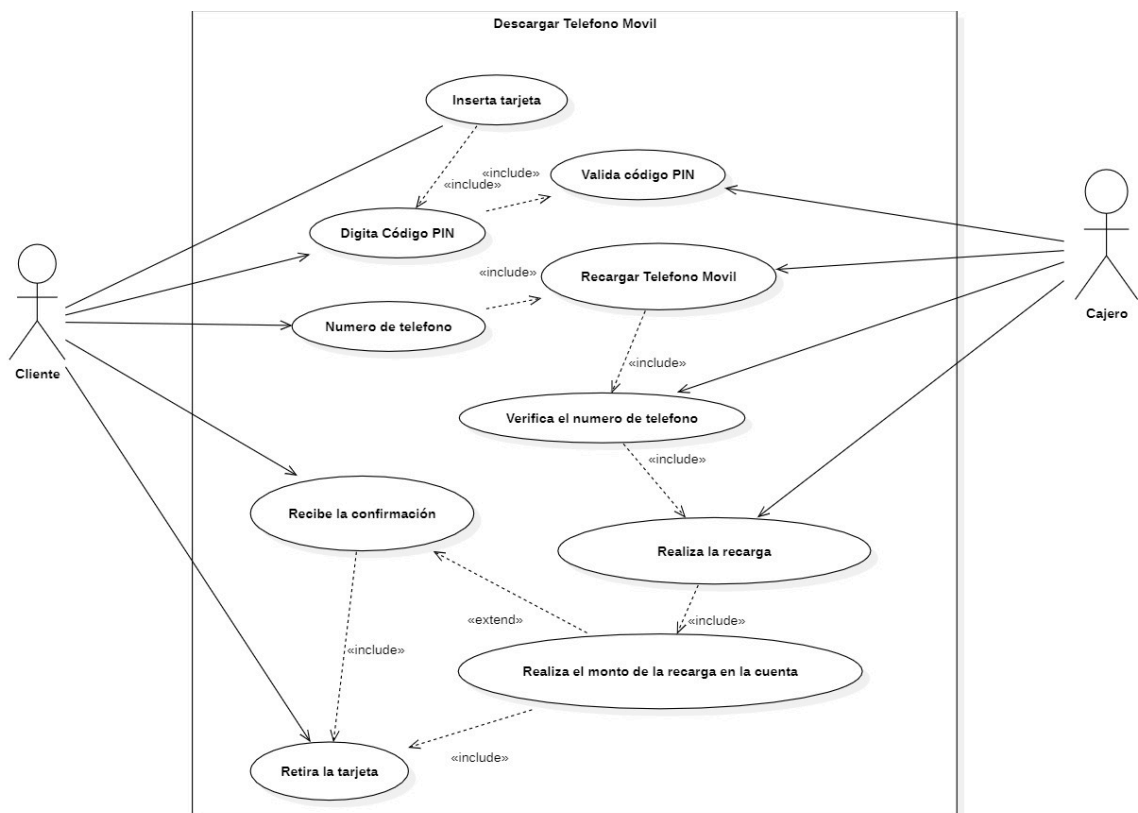 Descargar Telefono Movil
Inserta tarjeta
«include»
«include»
Valida código PIN
Digita Código PIN
«include»
Recargar Telefono Movil
Numero de telefono
Cliente
Cajero
«include»
Verifica el numero de telefono
«include»
Recibe la confirmación
Realiza la recarga
«extend»
«include»
«include»
Realiza el monto de la recarga en la cuenta
«include»
Retira la tarjeta